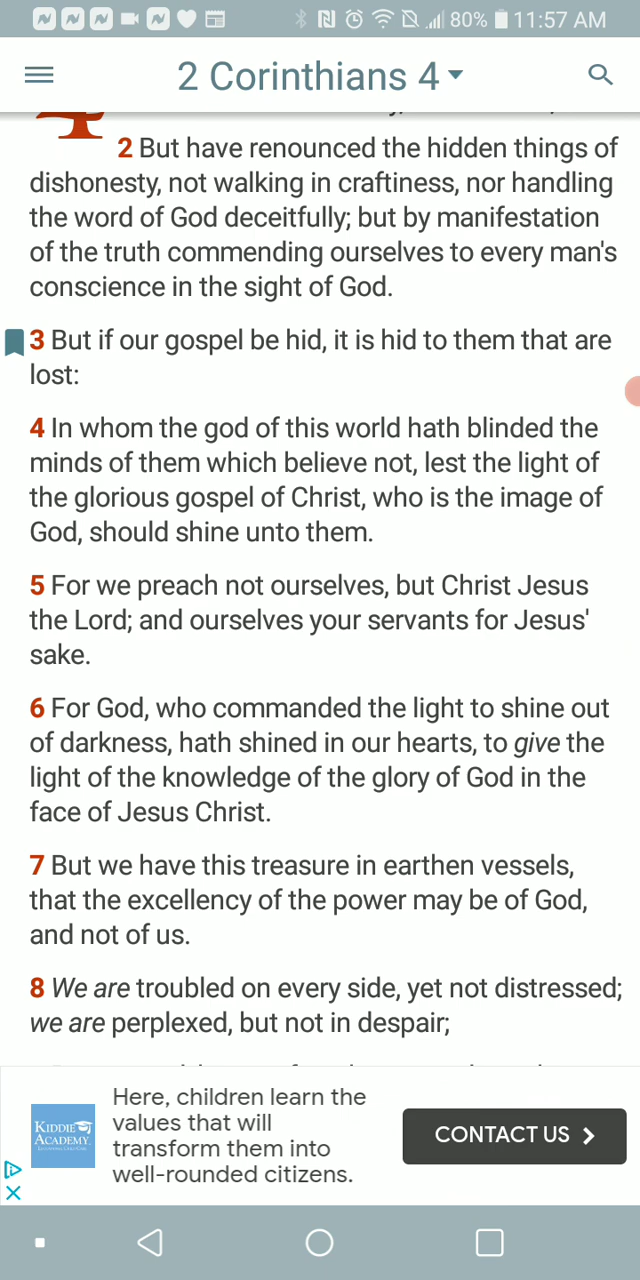 80% 11:57 AM
2 Corinthians 4
4
2 But have renounced the hidden things of
dishonesty, not walking in craftiness, nor handling
the word of God deceitfully; but by manifestation
of the truth commending ourselves to every man's
conscience in the sight of God.
3 But if our gospel be hid, it is hid to them that are
lost:
4 In whom the god of this world hath blinded the
minds of them which believe not, lest the light of
the glorious gospel of Christ, who is the image of
God, should shine unto them.
5 For we preach not ourselves, but Christ Jesus
the Lord; and ourselves your servants for Jesus'
sake.
6 For God, who commanded the light to shine out
of darkness, hath shined in our hearts, to give the
light of the knowledge of the glory of God in the
face of Jesus Christ.
7 But we have this treasure in earthen vessels,
that the excellency of the power may be of God,
and not of us.
8 We are troubled on every side, yet not distressed;
we are perplexed, but not in despair;
KIDDIE
ACADEMY
Here, children learn the
values that will
transform them into
well-rounded citizens.
CONTACT US